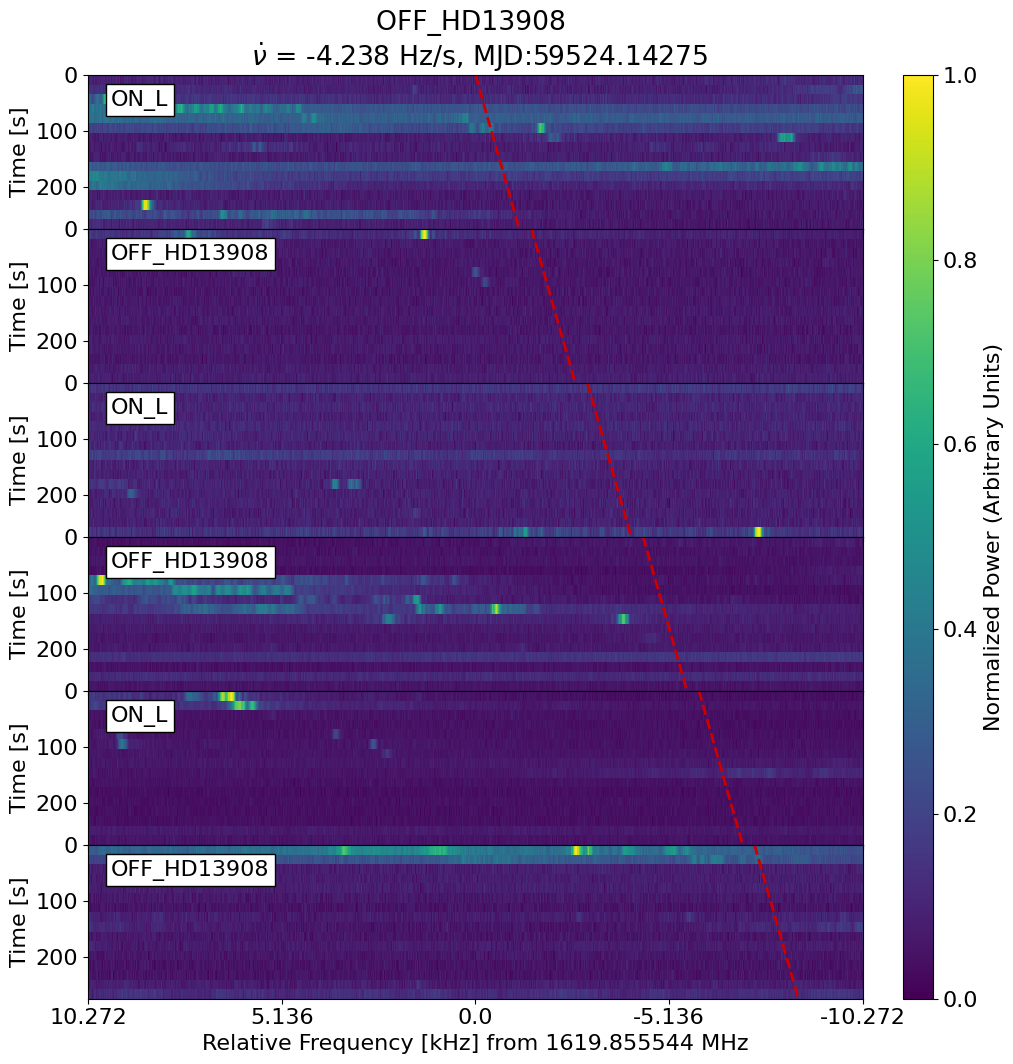 OFF_HD13908
ν̇ = -4.238 Hz/s, MJD:59524.14275
ON_L
OFF_HD13908
ON_L
OFF_HD13908
ON_L
OFF_HD13908
Time [s]
0
100
200
Time [s]
0
100
200
Time [s]
0
100
200
Time [s]
0
100
200
Time [s]
0
100
200
Time [s]
0
100
200
10.272 5.136 0.0 -5.136 -10.272
Relative Frequency [kHz] from 1619.855544 MHz
1.0
0.8
0.6
0.4
0.2
0.0
Normalized Power (Arbitrary Units)